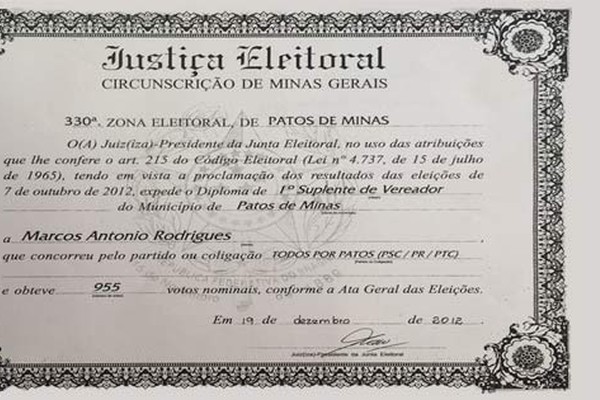 Justiça Eleitoral
CIRCUNSCRIÇÃO DE MINAS GERAIS
330ª. ZONA ELEITORAL, DE PATOS DE MINAS
O(A) Juiz(iza)-Presidente da Junta Eleitoral, no uso das atribuições
que lhe confere o art. 215 do Código Eleitoral (Lei nº 4.737, de 15 de julho
de 1965), tendo em vista a proclamação dos resultados das eleições de
7 de outubro de 2012, expede o Diploma de 1º Suplente de Vereador
do Município de Patos de Minas
a Marcos Antonio Rodrigues
que concorreu pelo partido ou coligação TODOS POR PATOS (PSC / PR / PTC)
e obteve 955 votos nominais, conforme a Ata Geral das Eleições.
Em 19 de dezembro de 2012.
Juiz(iza)-Presidente da Junta Eleitoral